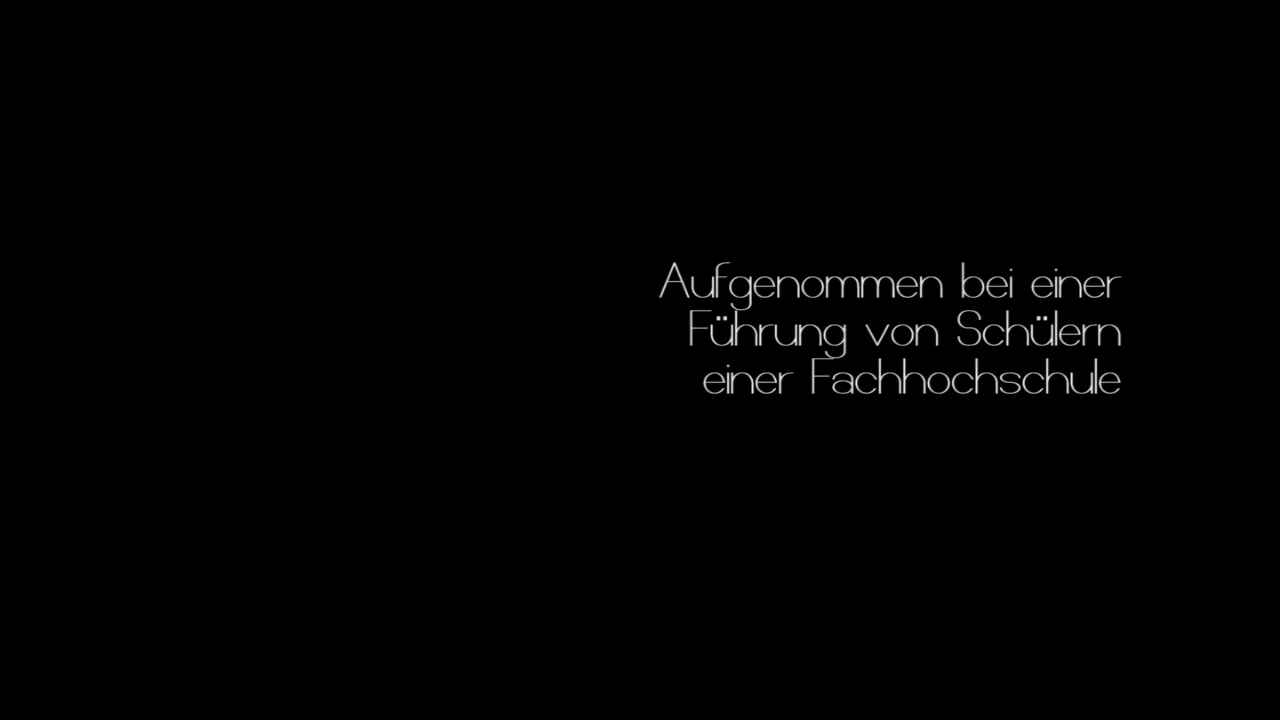 Aufgenommen bei einer
Führung von Schülern
einer Fachhochschule